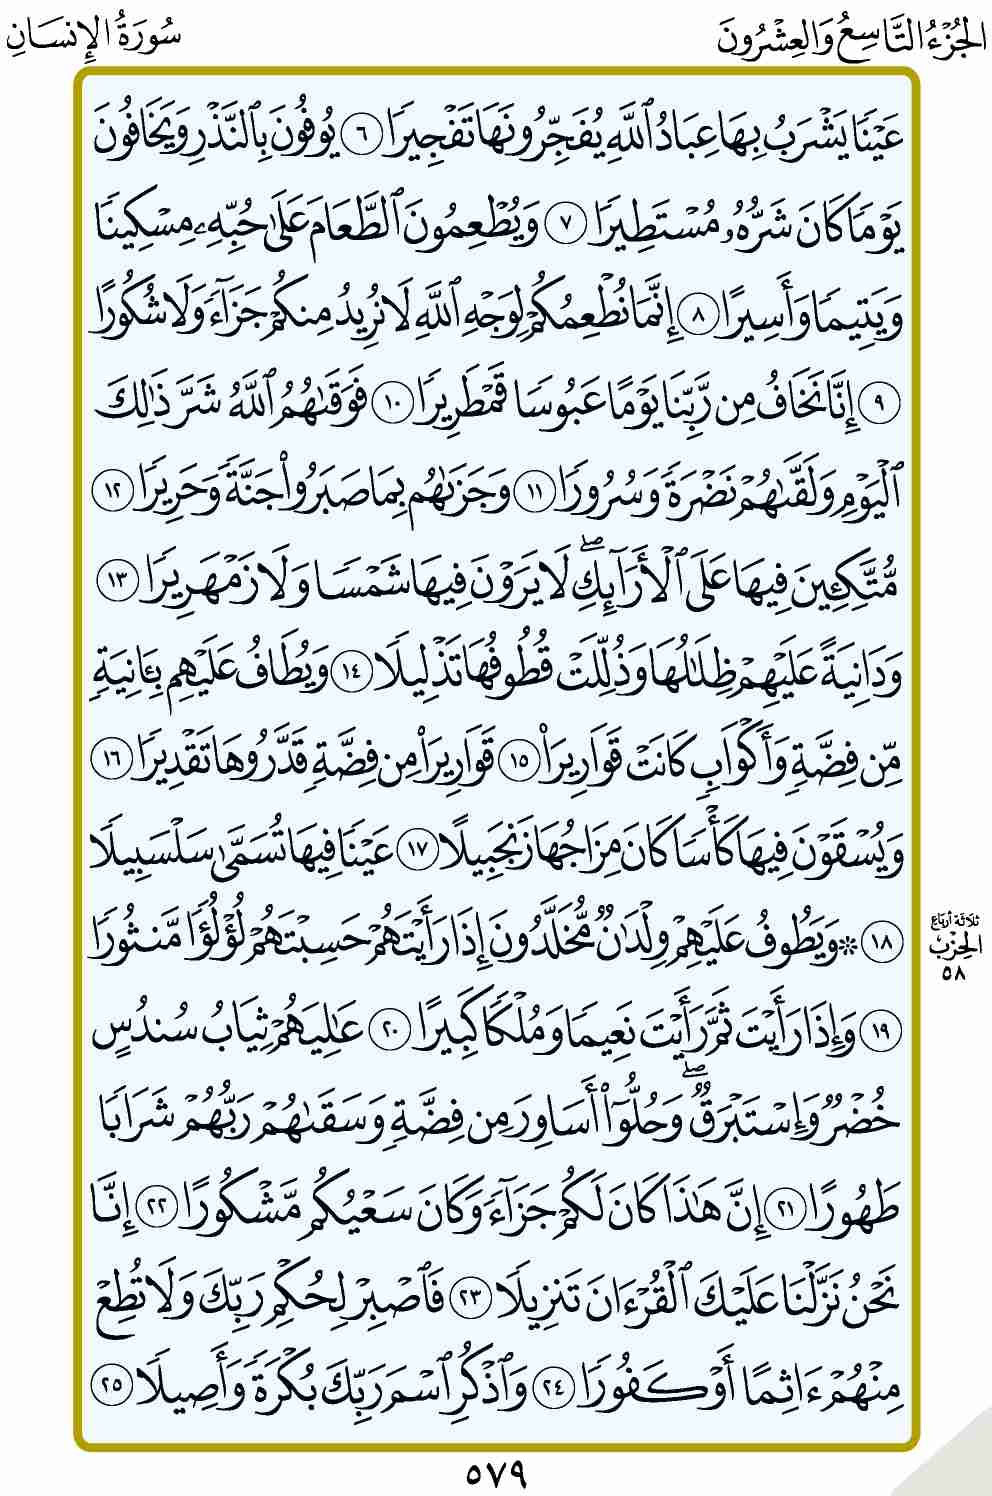 الجُزْءُ التَّاسِعُ وَالعِشْرُونَ
سُورَةُ الإِنسَانِ
عَيْنًا يَشْرَبُ بِهَا عِبَادُ ٱللَّهِ يُفَجِّرُونَهَا تَفْجِيرًا ٦ يُوفُونَ بِٱلنَّذْرِ وَيَخَافُونَ
يَوْمًا كَانَ شَرُّهُۥ مُسْتَطِيرًا ٧ وَيُطْعِمُونَ ٱلطَّعَامَ عَلَىٰ حُبِّهِۦ مِسْكِينًا
وَيَتِيمًا وَأَسِيرًا ٨ إِنَّمَا نُطْعِمُكُمْ لِوَجْهِ ٱللَّهِ لَا نُرِيدُ مِنكُمْ جَزَآءً وَلَا شُكُورًا
٩ إِنَّا نَخَافُ مِن رَّبِّنَا يَوْمًا عَبُوسًا قَمْطَرِيرًا ١٠ فَوَقَىٰهُمُ ٱللَّهُ شَرَّ ذَٰلِكَ
ٱلْيَوْمِ وَلَقَّىٰهُمْ نَضْرَةً وَسُرُورًا ١١ وَجَزَىٰهُم بِمَا صَبَرُوا۟ جَنَّةً وَحَرِيرًا ١٢
مُّتَّكِـِٔينَ فِيهَا عَلَى ٱلْأَرَآئِكِ ۖ لَا يَرَوْنَ فِيهَا شَمْسًا وَلَا زَمْهَرِيرًا ١٣
وَدَانِيَةً عَلَيْهِمْ ظِلَـٰلُهَا وَذُلِّلَتْ قُطُوفُهَا تَذْلِيلًا ١٤ وَيُطَافُ عَلَيْهِم بِـَٔانِيَةٍ
مِّن فِضَّةٍ وَأَكْوَابٍ كَانَتْ قَوَارِيرَا۠ ١٥ قَوَارِيرَا۟ مِن فِضَّةٍ قَدَّرُوهَا تَقْدِيرًا ١٦
وَيُسْقَوْنَ فِيهَا كَأْسًا كَانَ مِزَاجُهَا زَنجَبِيلًا ١٧ عَيْنًا فِيهَا تُسَمَّىٰ سَلْسَبِيلًا
١٨ ۞ وَيَطُوفُ عَلَيْهِمْ وِلْدَٰنٌ مُّخَلَّدُونَ إِذَا رَأَيْتَهُمْ حَسِبْتَهُمْ لُؤْلُؤًا مَّنثُورًا
ثلاثة أرباع
الحِزْب
٥٨
١٩ وَإِذَا رَأَيْتَ ثَمَّ رَأَيْتَ نَعِيمًا وَمُلْكًا كَبِيرًا ٢٠ عَـٰلِيَهُمْ ثِيَابُ سُندُسٍ
خُضْرٌ وَإِسْتَبْرَقٌ ۖ وَحُلُّوٓا۟ أَسَاوِرَ مِن فِضَّةٍ وَسَقَىٰهُمْ رَبُّهُمْ شَرَابًا
طَهُورًا ٢١ إِنَّ هَـٰذَا كَانَ لَكُمْ جَزَآءً وَكَانَ سَعْيُكُم مَّشْكُورًا ٢٢ إِنَّا
نَحْنُ نَزَّلْنَا عَلَيْكَ ٱلْقُرْءَانَ تَنزِيلًا ٢٣ فَٱصْبِرْ لِحُكْمِ رَبِّكَ وَلَا تُطِعْ
مِنْهُمْ ءَاثِمًا أَوْ كَفُورًا ٢٤ وَٱذْكُرِ ٱسْمَ رَبِّكَ بُكْرَةً وَأَصِيلًا ٢٥
٥٧٩